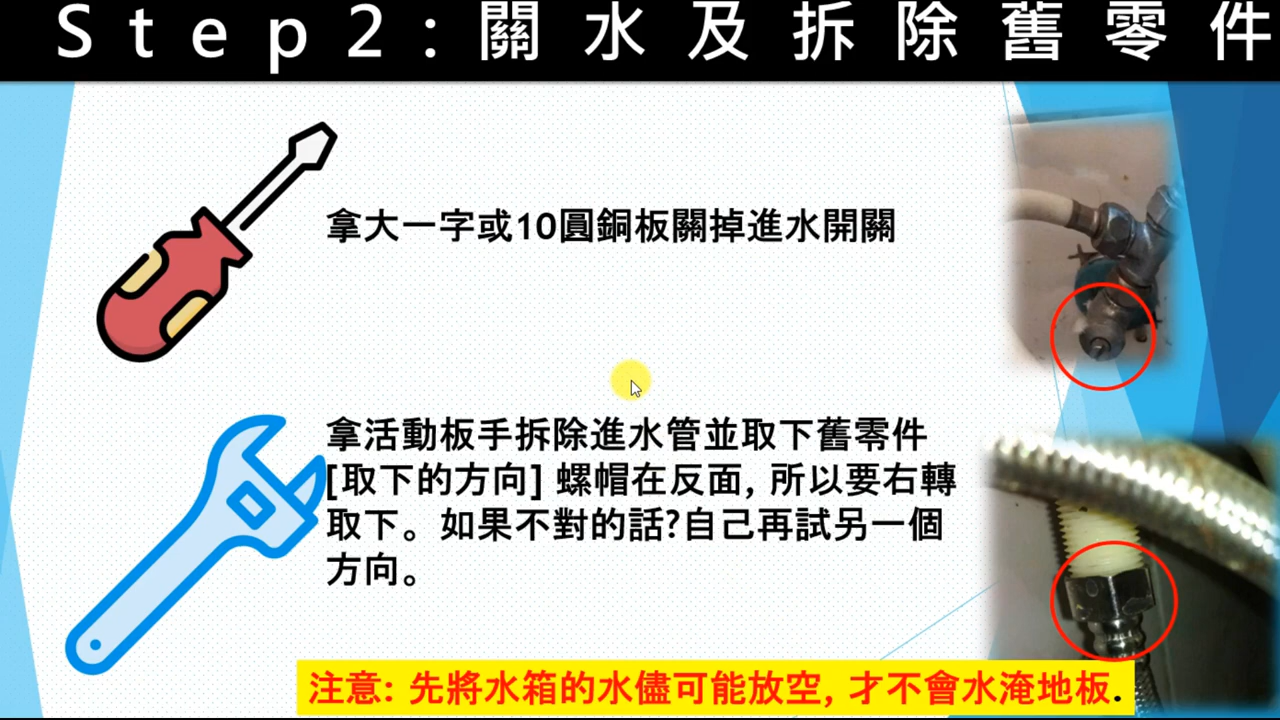 Step2:關水及拆除舊零件
拿大一字或10圓銅板關掉進水開關
拿活動板手拆除進水管並取下舊零件
[取下的方向] 螺帽在反面, 所以要右轉
取下。如果不對的話?自己再試另一個
方向。
注意: 先將水箱的水儘可能放空, 才不會水淹地板.